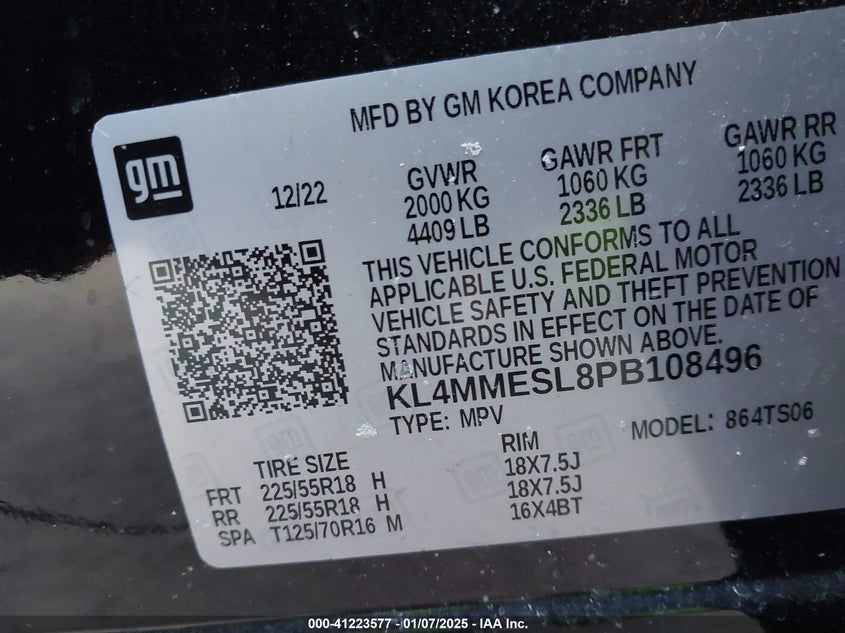 MFD BY GM KOREA COMPANY
gm
12/22
GVWR
2000 KG
4409 LB
GAWR FRT
1060 KG
2336 LB
GAWR RR
1060 KG
2336 LB
THIS VEHICLE CONFORMS TO ALL
APPLICABLE U.S. FEDERAL MOTOR
VEHICLE SAFETY AND THEFT PREVENTION
STANDARDS IN EFFECT ON THE DATE OF
MANUFACTURE SHOWN ABOVE.
KL4MMESL8PB108496
TYPE: MPV
MODEL: 864TS06
TIRE SIZE RIM
FRT 225/55R18 H 18X7.5J
RR 225/55R18 H 18X7.5J
SPA T125/70R16 M 16X4BT
000-41223577 - 01/07/2025 - IAA Inc.